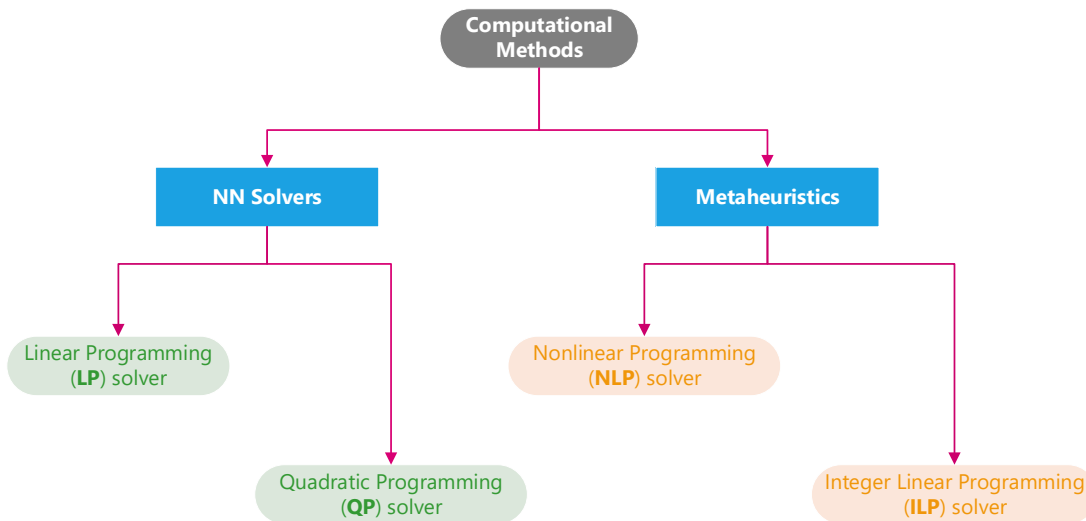 Computational
Methods
NN Solvers
Metaheuristics
Linear Programming
(LP) solver
Nonlinear Programming
(NLP) solver
Quadratic Programming
(QP) solver
Integer Linear Programming
(ILP) solver